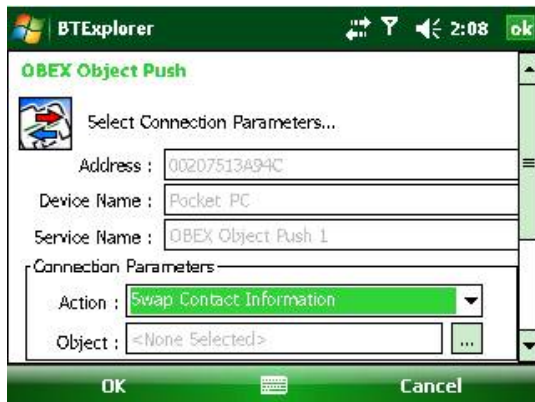 BTExplorer 2:08 ok
OBEX Object Push
Select Connection Parameters...
Address : 00207513A94C
Device Name : Pocket PC
Service Name : OBEX Object Push 1
Connection Parameters
Action : Swap Contact Information
Object : <None Selected> ...
OK Cancel